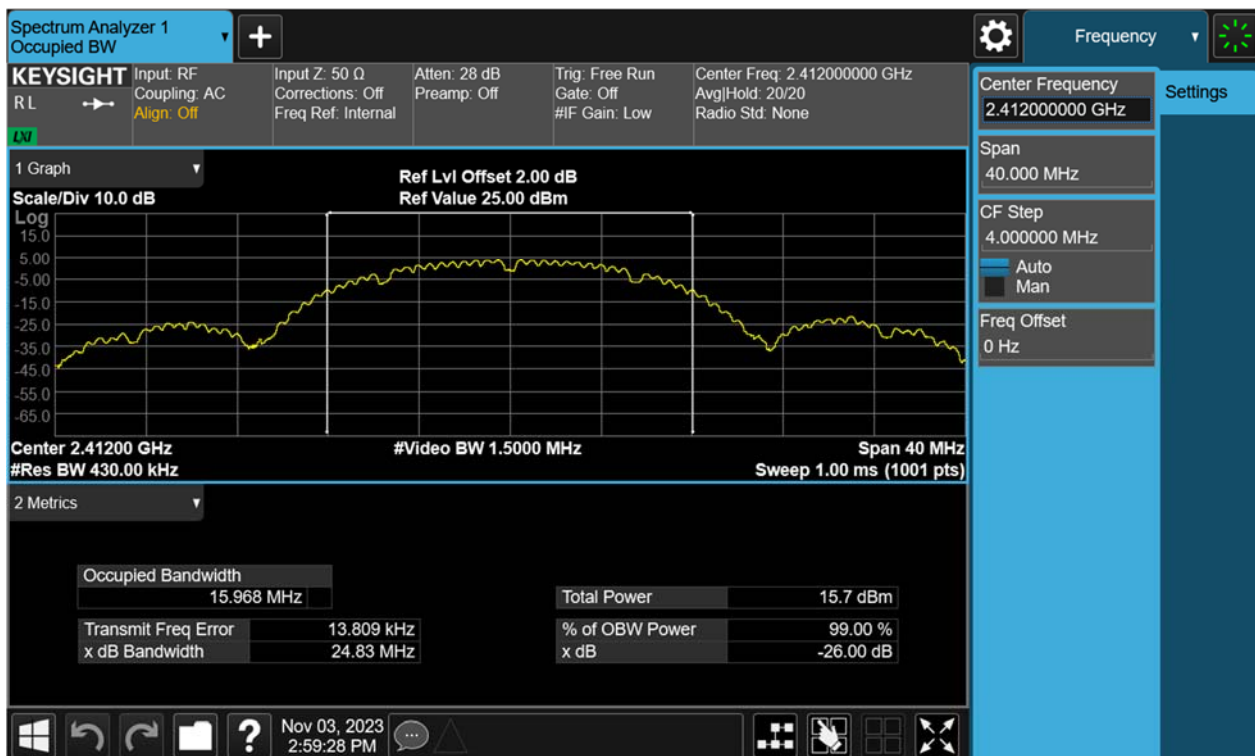 Spectrum Analyzer 1
Occupied BW
Frequency
KEYSIGHT
R L
LXI
Input: RF
Coupling: AC
Align: Off
Input Z: 50 Ω
Corrections: Off
Freq Ref: Internal
Atten: 28 dB
Preamp: Off
Trig: Free Run
Gate: Off
#IF Gain: Low
Center Freq: 2.412000000 GHz
Avg|Hold: 20/20
Radio Std: None
Center Frequency
2.412000000 GHz
Settings
Span
40.000 MHz
CF Step
4.000000 MHz
Auto
Man
Freq Offset
0 Hz
1 Graph
Ref Lvl Offset 2.00 dB
Scale/Div 10.0 dB
Ref Value 25.00 dBm
Log
15.0
5.00
-5.00
-15.0
-25.0
-35.0
-45.0
-55.0
-65.0
Center 2.41200 GHz
#Video BW 1.5000 MHz
Span 40 MHz
#Res BW 430.00 kHz
Sweep 1.00 ms (1001 pts)
2 Metrics
Occupied Bandwidth
15.968 MHz
Total Power 15.7 dBm
Transmit Freq Error 13.809 kHz
% of OBW Power 99.00 %
x dB Bandwidth 24.83 MHz
x dB -26.00 dB
?
Nov 03, 2023
2:59:28 PM